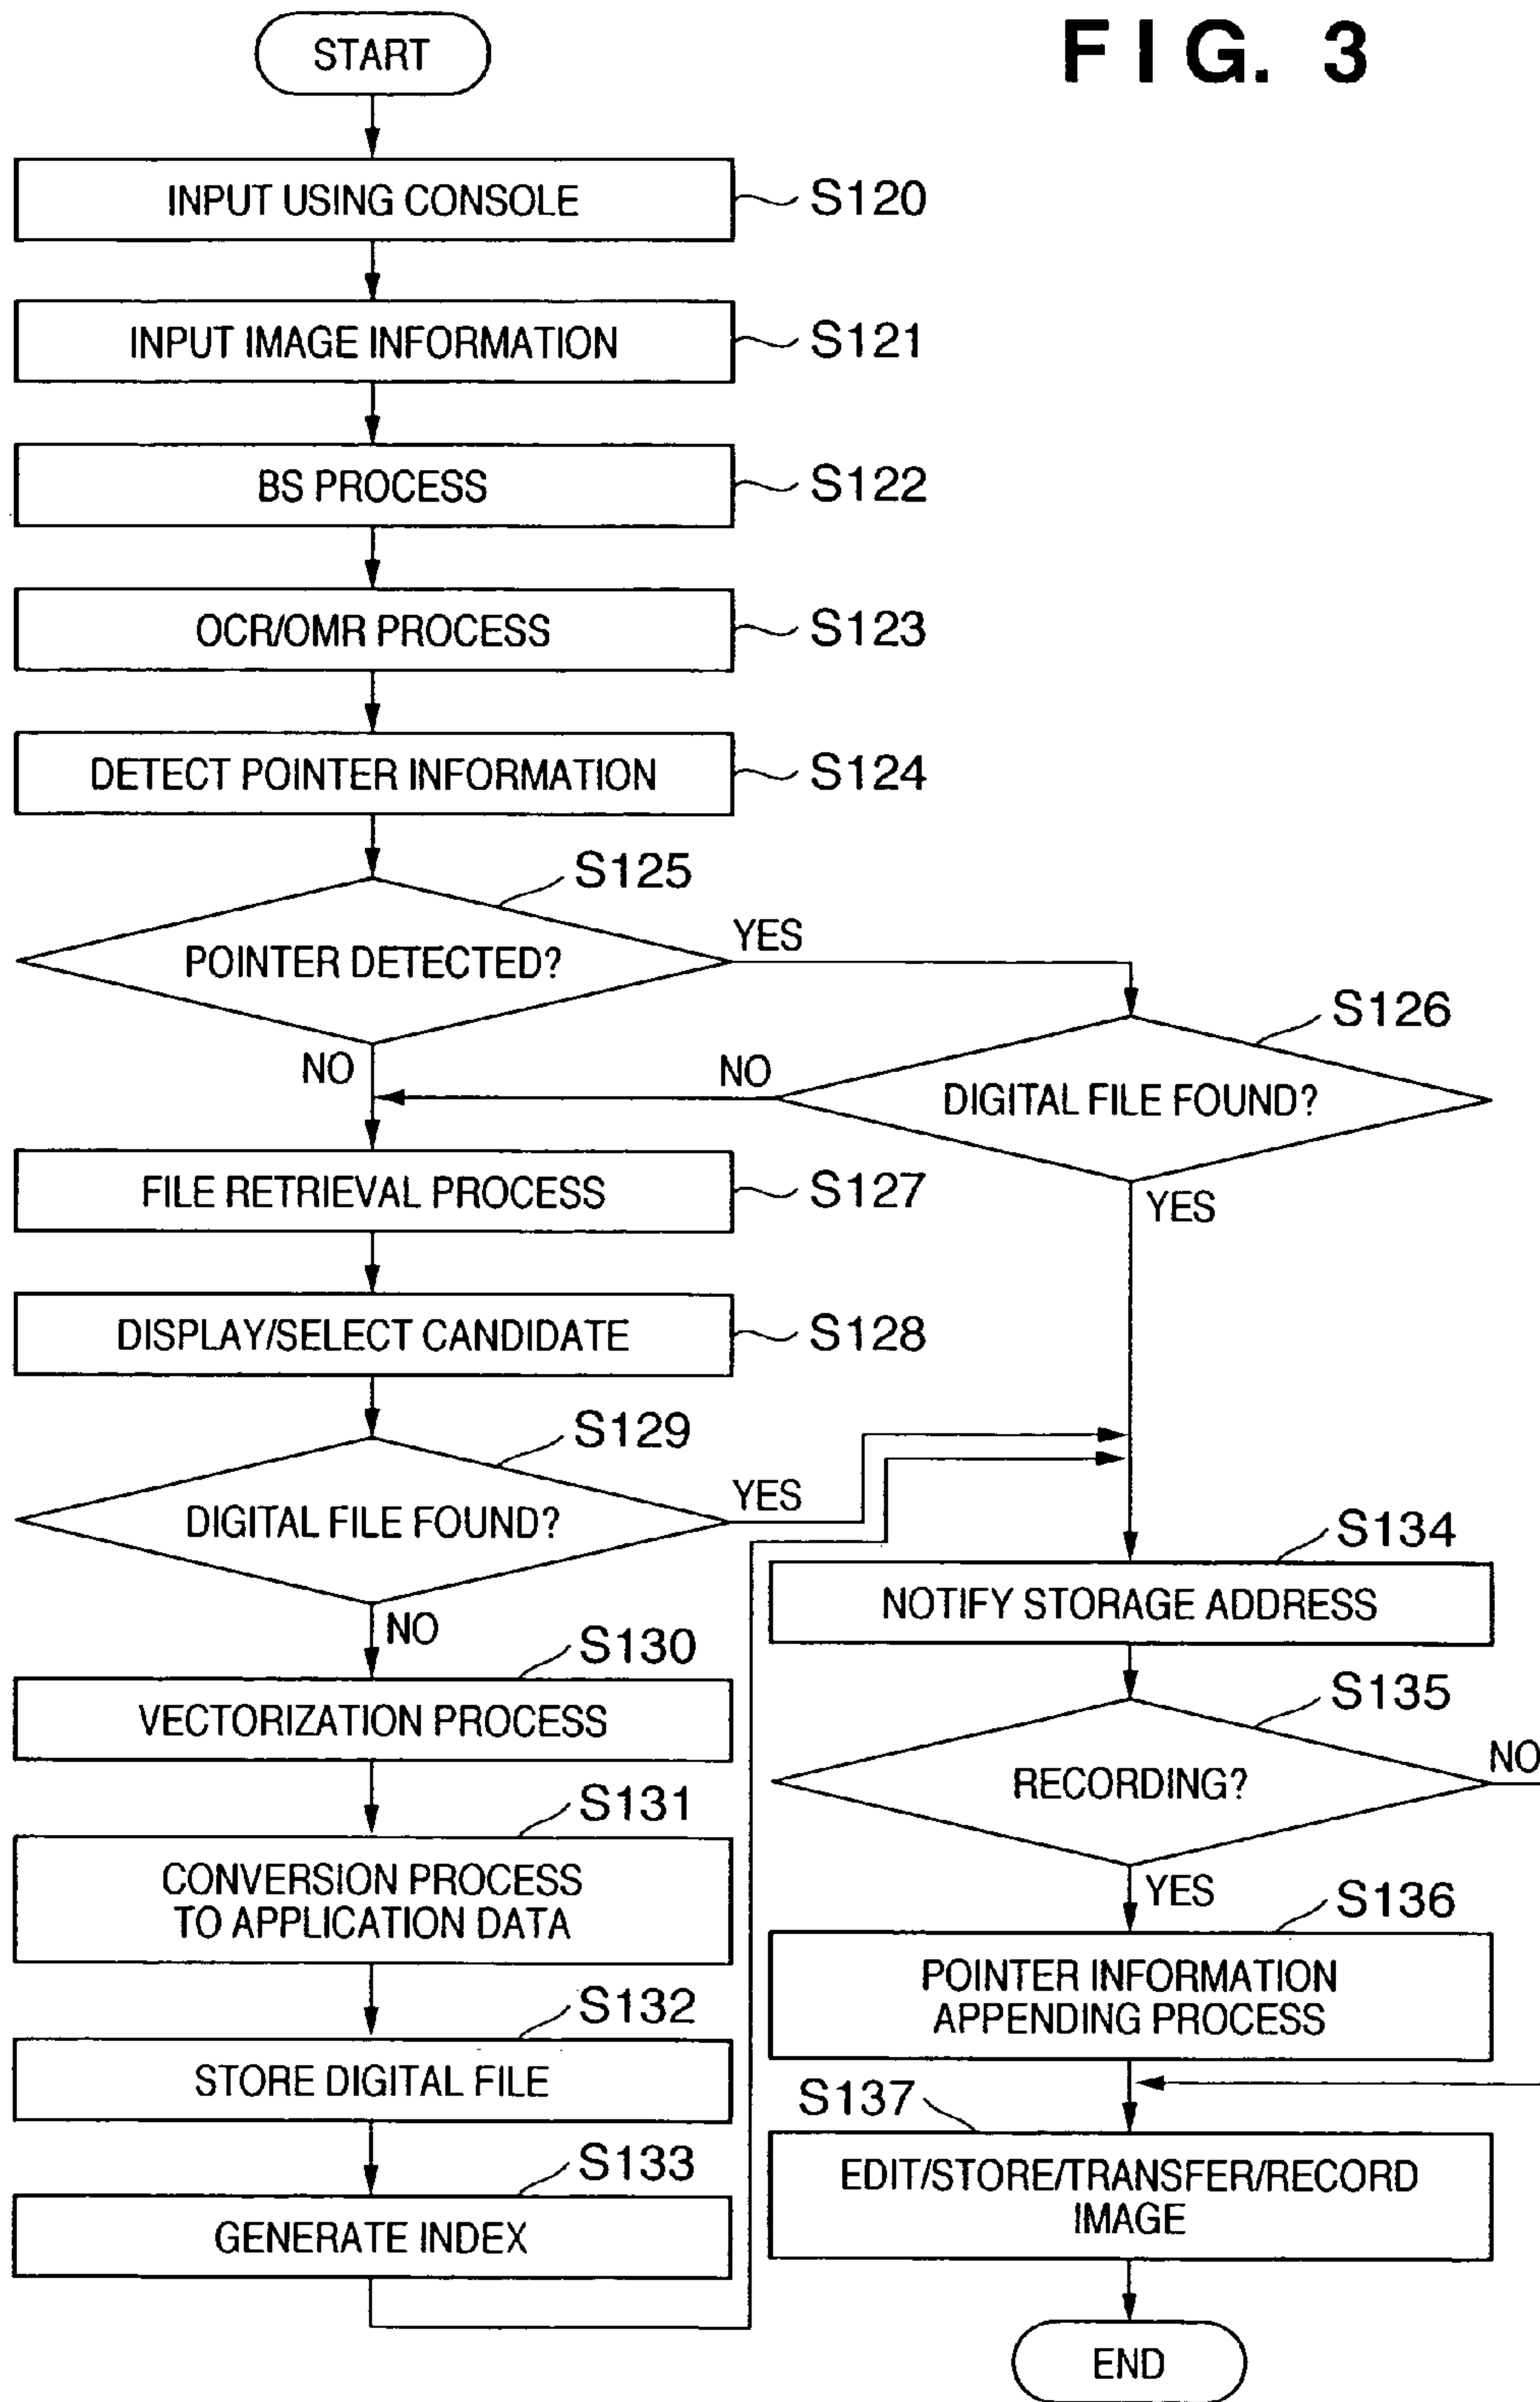 FIG. 3
START
INPUT USING CONSOLE
S120
INPUT IMAGE INFORMATION
S121
BS PROCESS
S122
OCR/OMR PROCESS
S123
DETECT POINTER INFORMATION
S124
S125
POINTER DETECTED?
YES
NO
S126
DIGITAL FILE FOUND?
NO
YES
FILE RETRIEVAL PROCESS
S127
DISPLAY/SELECT CANDIDATE
S128
S129
DIGITAL FILE FOUND?
YES
NO
S130
VECTORIZATION PROCESS
S131
CONVERSION PROCESS
TO APPLICATION DATA
S132
STORE DIGITAL FILE
S133
GENERATE INDEX
S134
NOTIFY STORAGE ADDRESS
S135
RECORDING?
NO
YES
S136
POINTER INFORMATION
APPENDING PROCESS
S137
EDIT/STORE/TRANSFER/RECORD
IMAGE
END